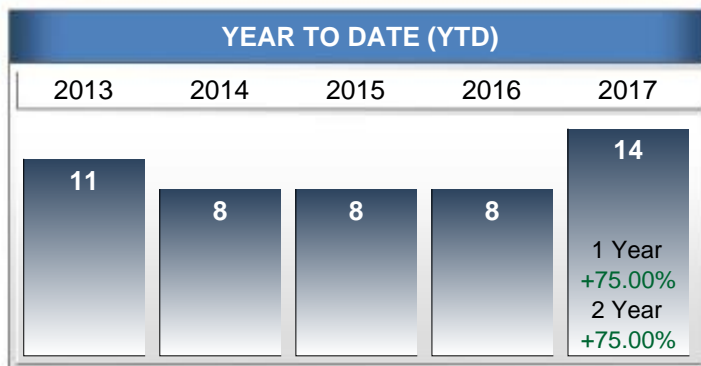 YEAR TO DATE (YTD)
2013 2014 2015 2016 2017
11 8 8 8 14
1 Year
+75.00%
2 Year
+75.00%